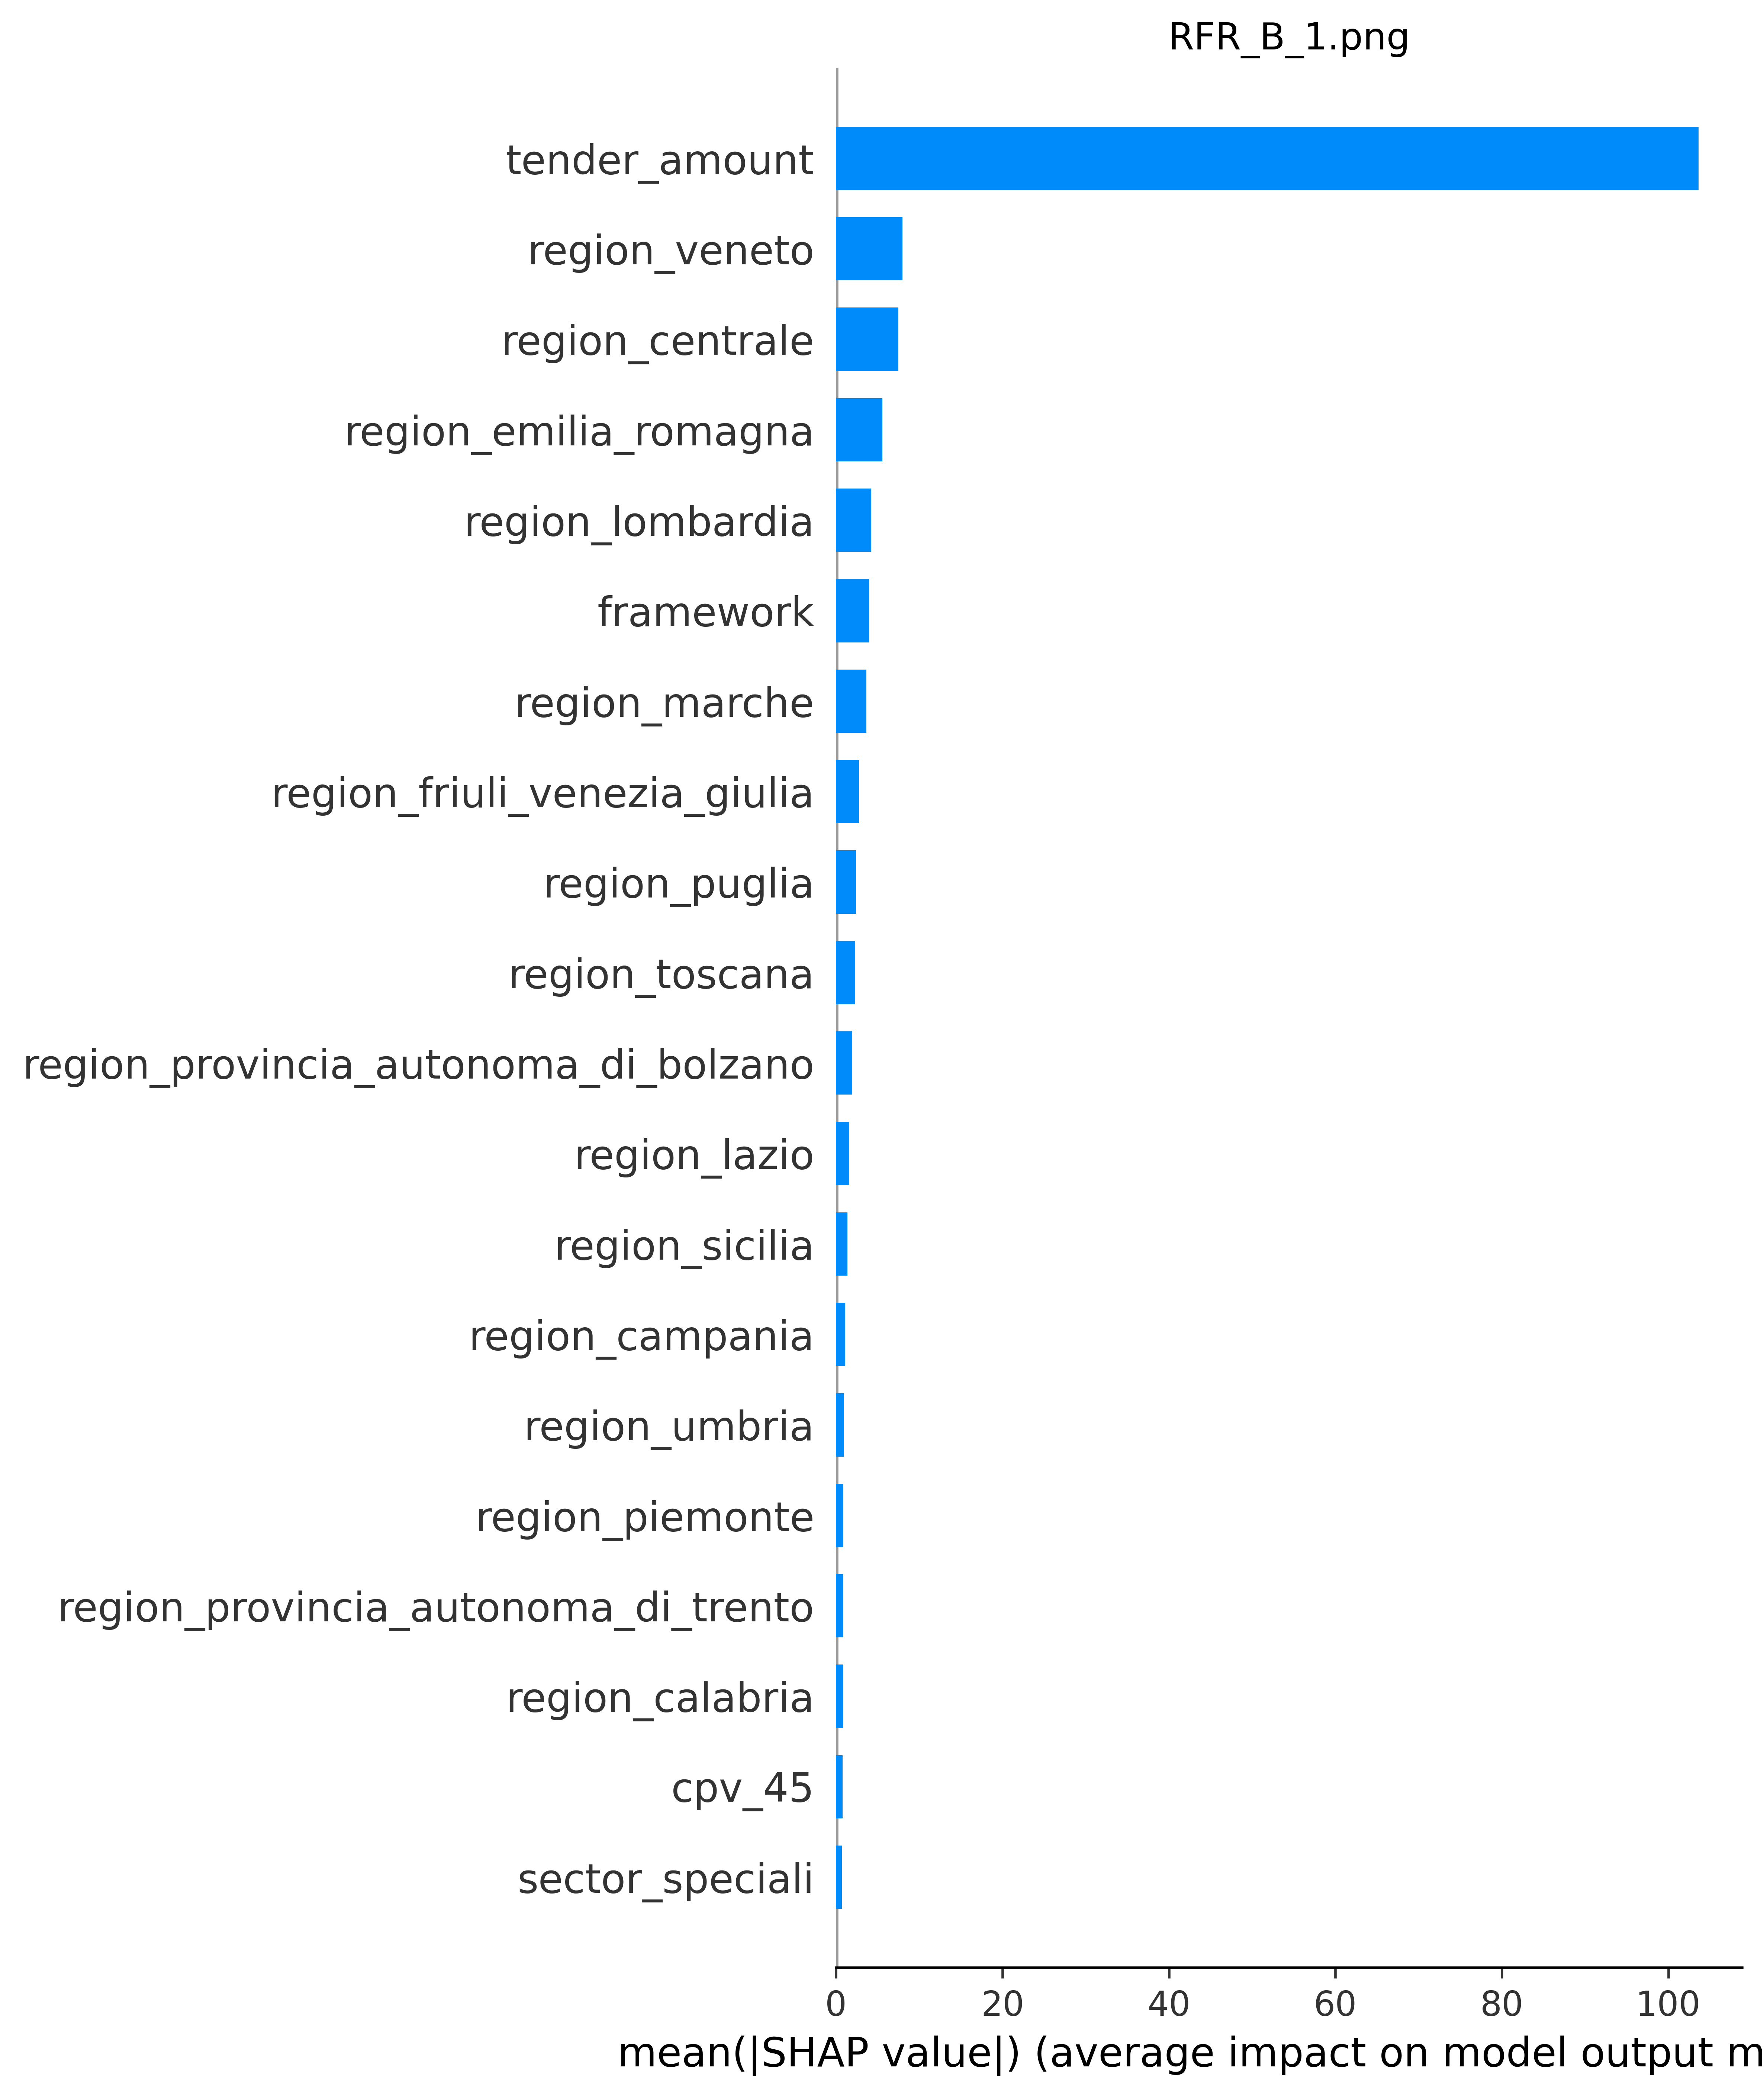 RFR_B_1.png
tender_amount
region_veneto
region_centrale
region_emilia_romagna
region_lombardia
framework
region_marche
region_friuli_venezia_giulia
region_puglia
region_toscana
region_provincia_autonoma_di_bolzano
region_lazio
region_sicilia
region_campania
region_umbria
region_piemonte
region_provincia_autonoma_di_trento
region_calabria
cpv_45
sector_speciali
0 20 40 60 80 100
mean(|SHAP value|) (average impact on model output m